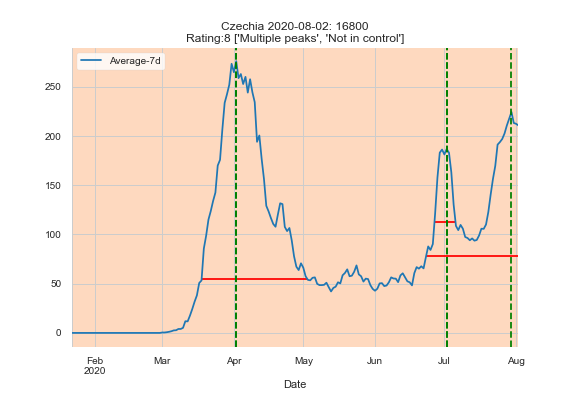 Czechia 2020-08-02: 16800
Rating:8 ['Multiple peaks', 'Not in control']
Average-7d
250
200
150
100
50
0
Feb
2020
Mar
Apr
May
Jun
Jul
Aug
Date